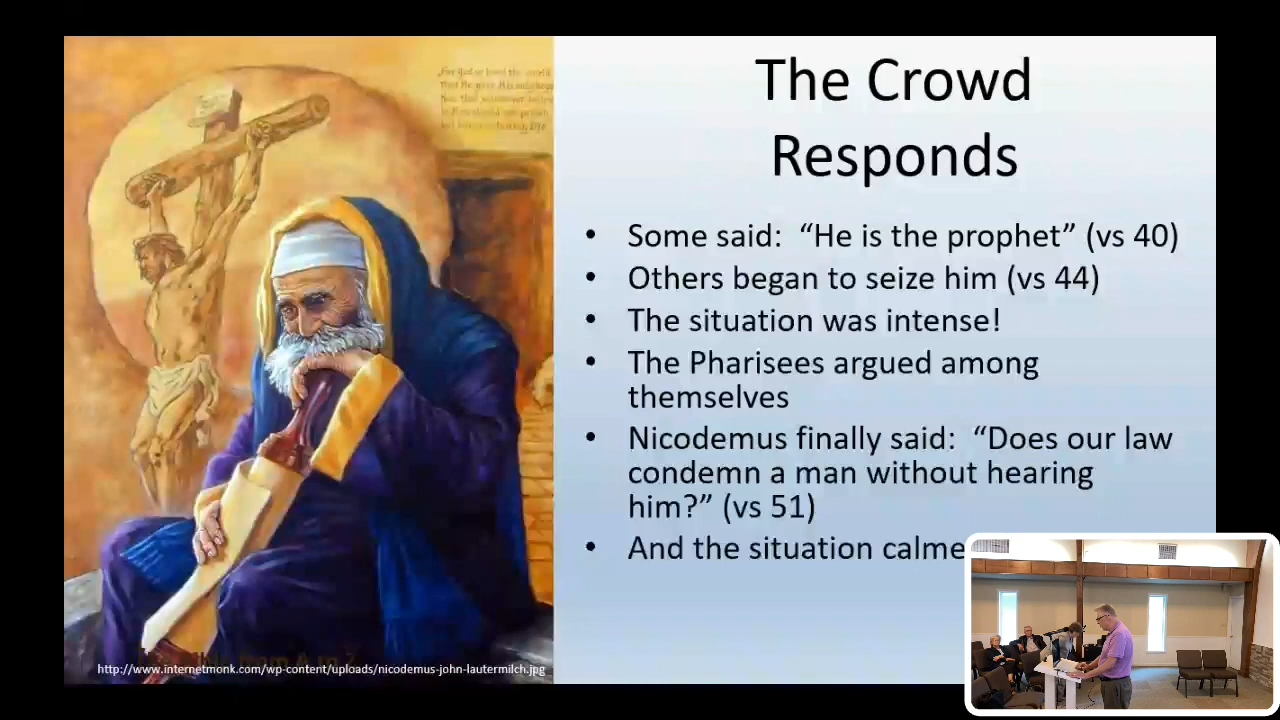 The Crowd
Responds
• Some said: “He is the prophet” (vs 40)
• Others began to seize him (vs 44)
• The situation was intense!
• The Pharisees argued among
themselves
• Nicodemus finally said: “Does our law
condemn a man without hearing
him?” (vs 51)
• And the situation calme
http://www.internetmonk.com/wp-content/uploads/nicodemus-john-lautermilch.jpg